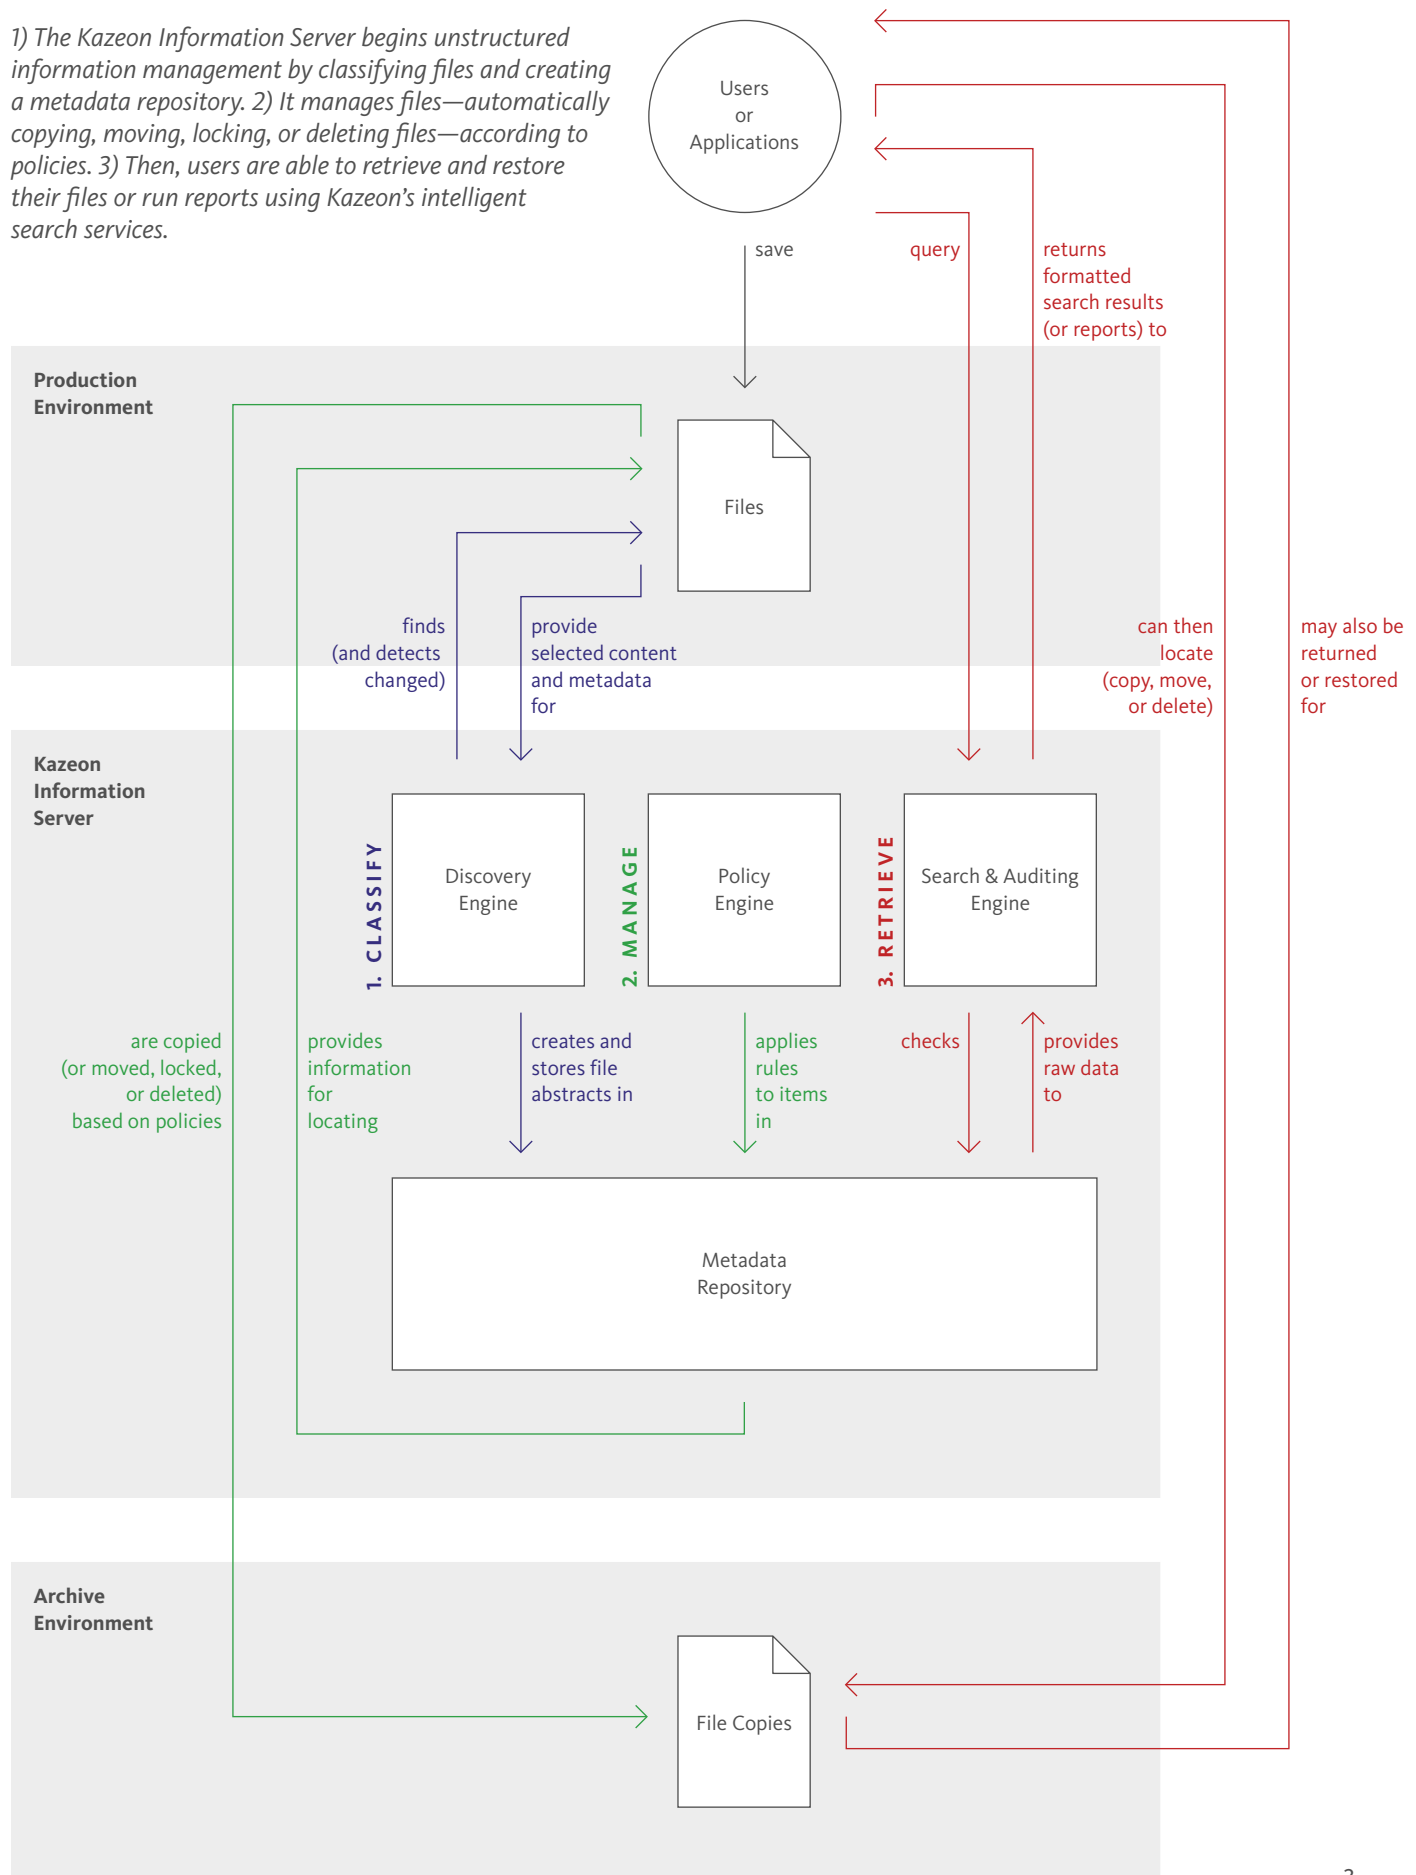 1) The Kazeon Information Server begins unstructured
information management by classifying files and creating
a metadata repository. 2) It manages files—automatically
copying, moving, locking, or deleting files—according to
policies. 3) Then, users are able to retrieve and restore
their files or run reports using Kazeon’s intelligent
search services.
Users
or
Applications
save
query
returns
formatted
search results
(or reports) to
Production
Environment
Files
finds
(and detects
changed)
provide
selected content
and metadata
for
can then
locate
(copy, move,
or delete)
may also be
returned
or restored
for
Kazeon
Information
Server
1. CLASSIFY
Discovery
Engine
2. MANAGE
Policy
Engine
3. RETRIEVE
Search & Auditing
Engine
are copied
(or moved, locked,
or deleted)
based on policies
provides
information
for
locating
creates and
stores file
abstracts in
applies
rules
to items
in
checks
provides
raw data
to
Metadata
Repository
Archive
Environment
File Copies